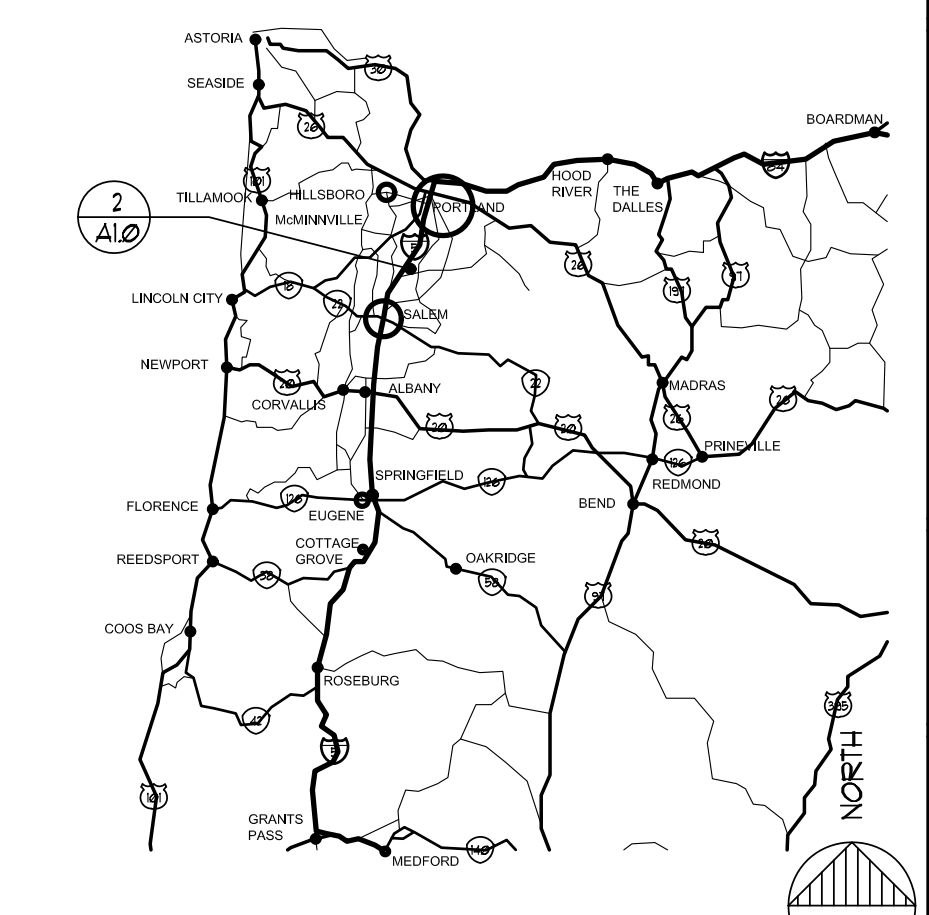 ASTORIA
30
SEASIDE
26
BOARDMAN
84
HOOD
RIVER
THE
DALLES
101
2
A1.0
TILLAMOOK
HILLSBORO
McMINNVILLE
PORTLAND
5
26
197
97
18
22
LINCOLN CITY
SALEM
NEWPORT
20
CORVALLIS
ALBANY
22
MADRAS
26
26
20
20
PRINEVILLE
126
REDMOND
SPRINGFIELD
126
126
FLORENCE
EUGENE
BEND
COTTAGE
GROVE
20
REEDSPORT
38
OAKRIDGE
58
97
COOS BAY
ROSEBURG
42
5
395
NORTH
101
GRANTS
PASS
MEDFORD
140